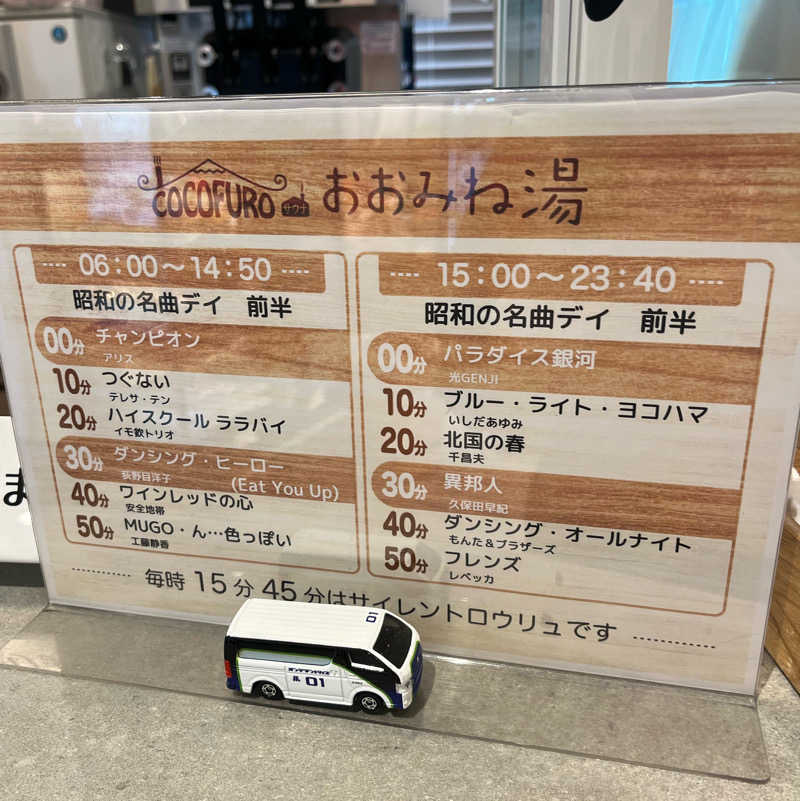 COCOFURO サウナ おおみね湯
06:00〜14:50
昭和の名曲デイ 前半
00分 チャンピオン
アリス
10分 つぐない
テレサ・テン
20分 ハイスクール ララバイ
イモ欽トリオ
30分 ダンシング・ヒーロー
(Eat You Up)
荻野目洋子
40分 ワインレッドの心
安全地帯
50分 MUGO・ん…色っぽい
工藤静香
15:00〜23:40
昭和の名曲デイ 前半
00分 パラダイス銀河
光GENJI
10分 ブルー・ライト・ヨコハマ
いしだあゆみ
20分 北国の春
千昌夫
30分 異邦人
久保田早紀
40分 ダンシング・オールナイト
もんた&ブラザーズ
50分 フレンズ
レベッカ
毎時 15分 45分はサイレントロウリュです
ま
01
01